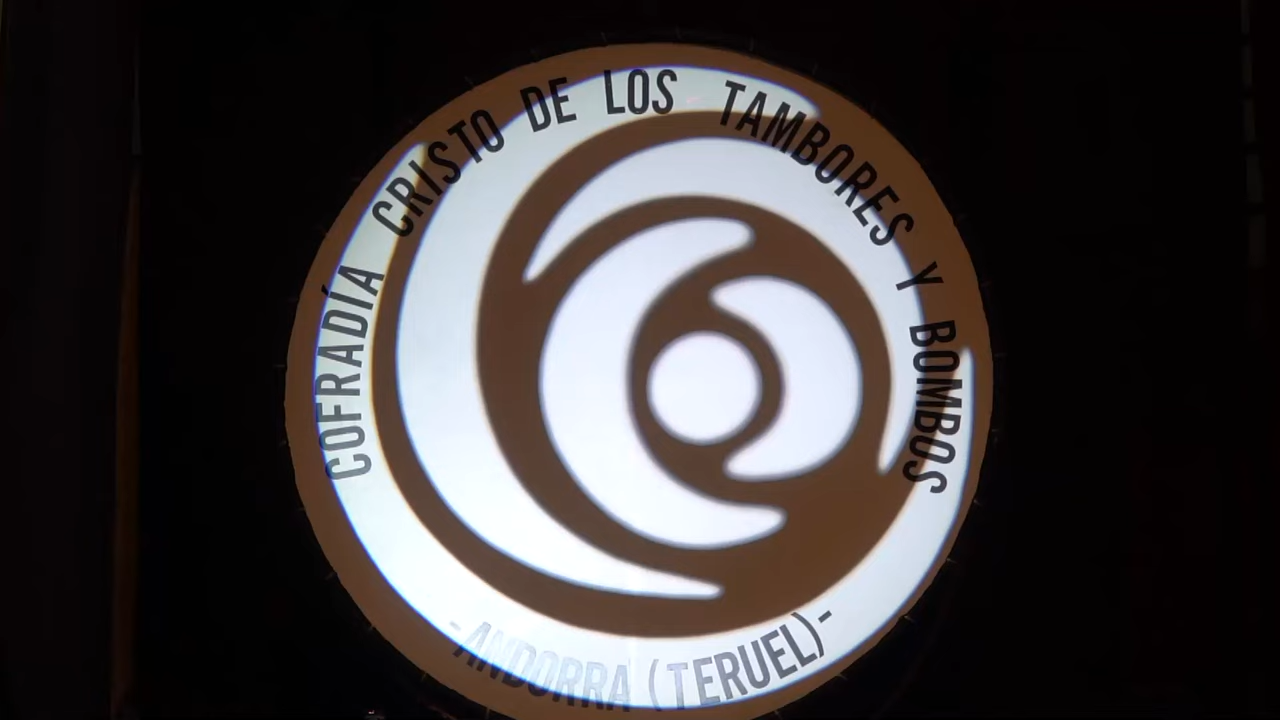 COFRADÍA CRISTO DE LOS TAMBORES Y BOMBOS
-ANDORRA (TERUEL)-